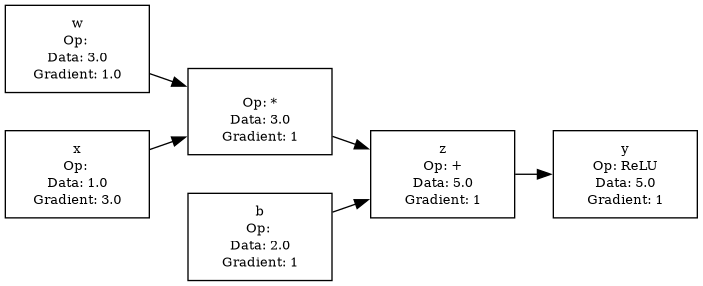 w
Op:
Data: 3.0
Gradient: 1.0
x
Op:
Data: 1.0
Gradient: 3.0
Op: *
Data: 3.0
Gradient: 1
b
Op:
Data: 2.0
Gradient: 1
z
Op: +
Data: 5.0
Gradient: 1
y
Op: ReLU
Data: 5.0
Gradient: 1